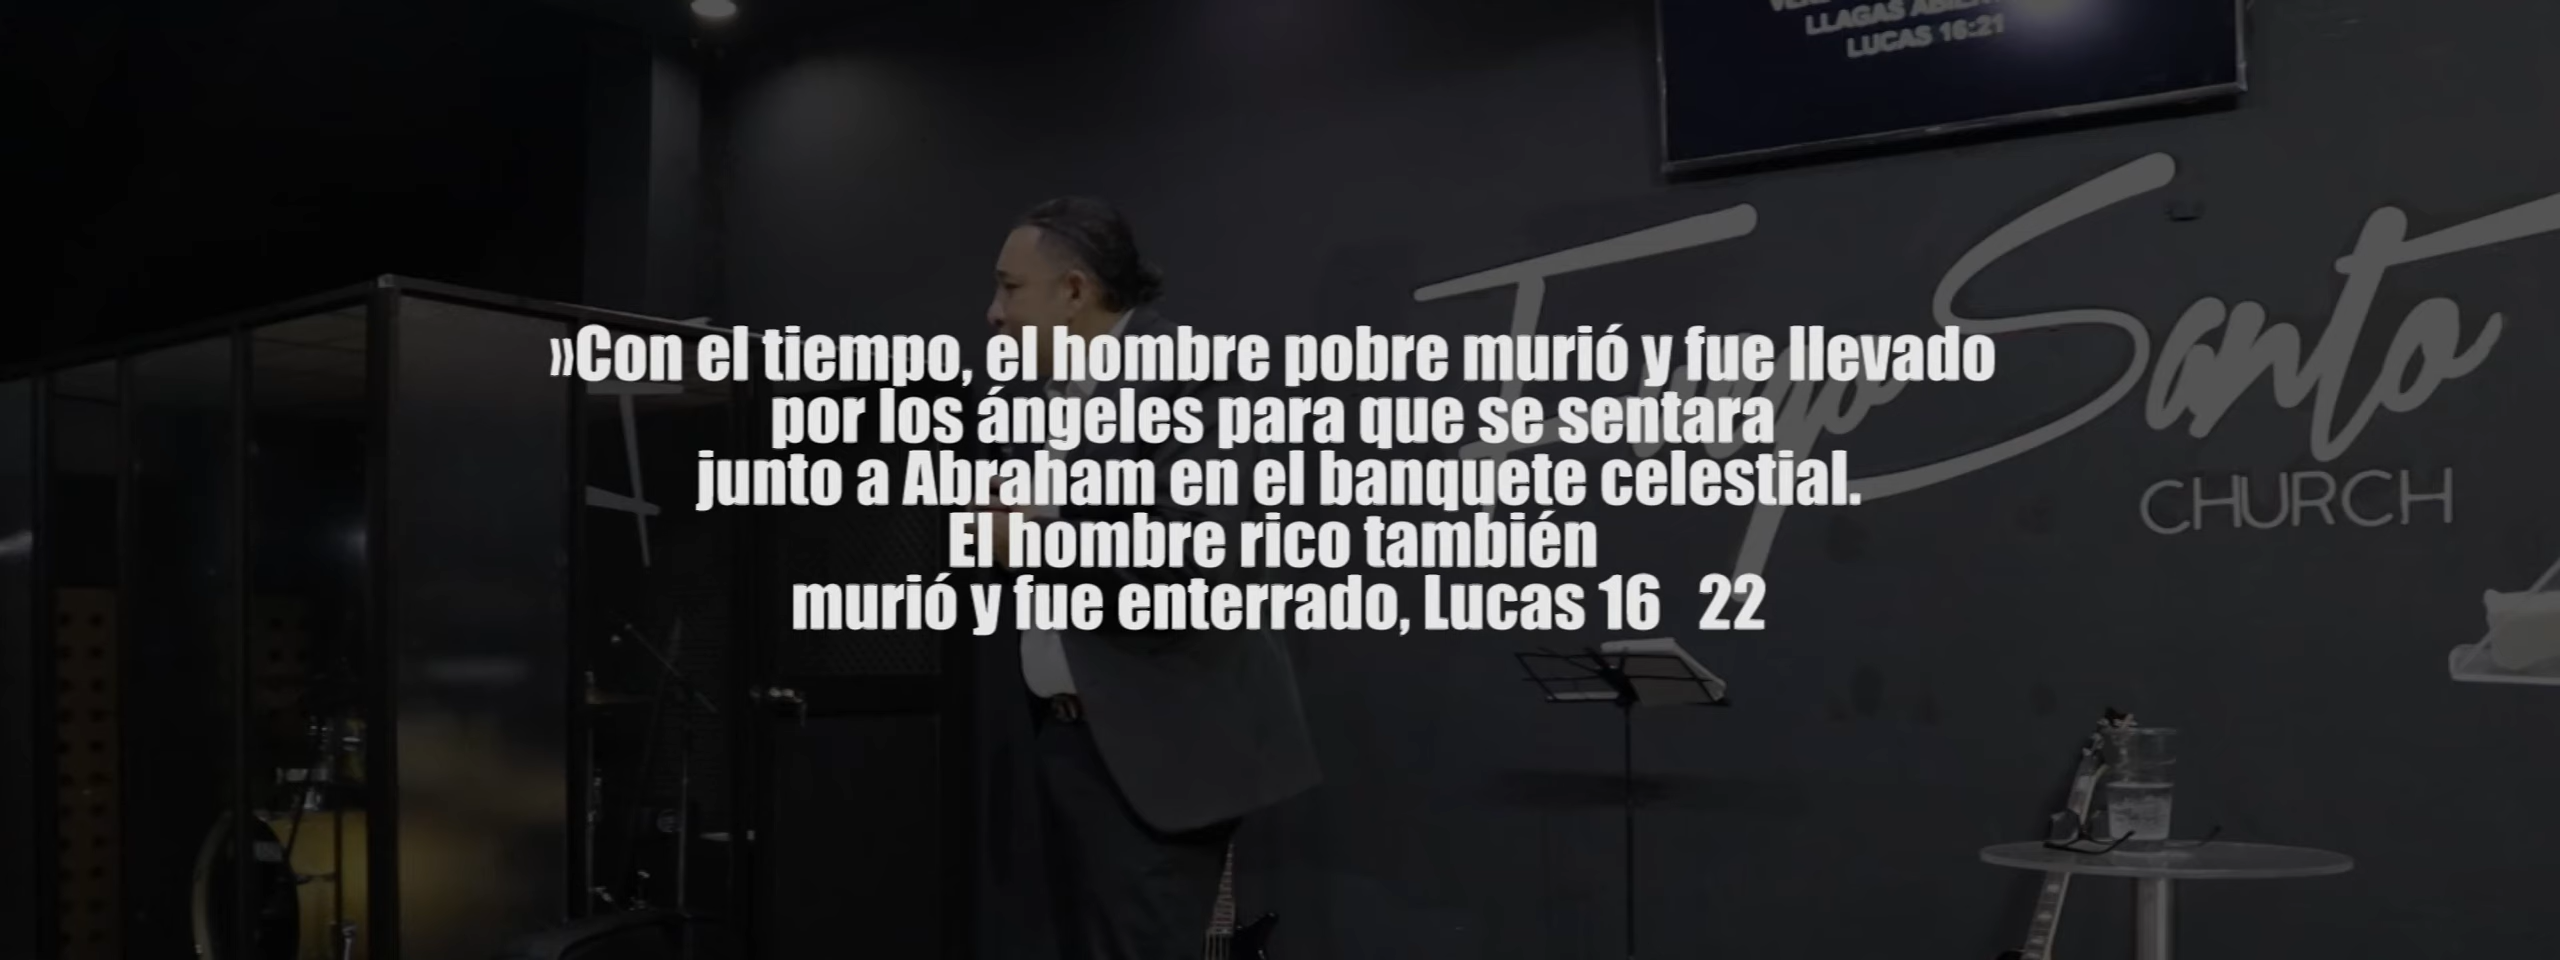 LLAGAS
LUCAS 16:21
Santo
CHURCH
»Con el tiempo, el hombre pobre murió y fue llevado
por los ángeles para que se sentara
junto a Abraham en el banquete celestial.
El hombre rico también
murió y fue enterrado, Lucas 16   22